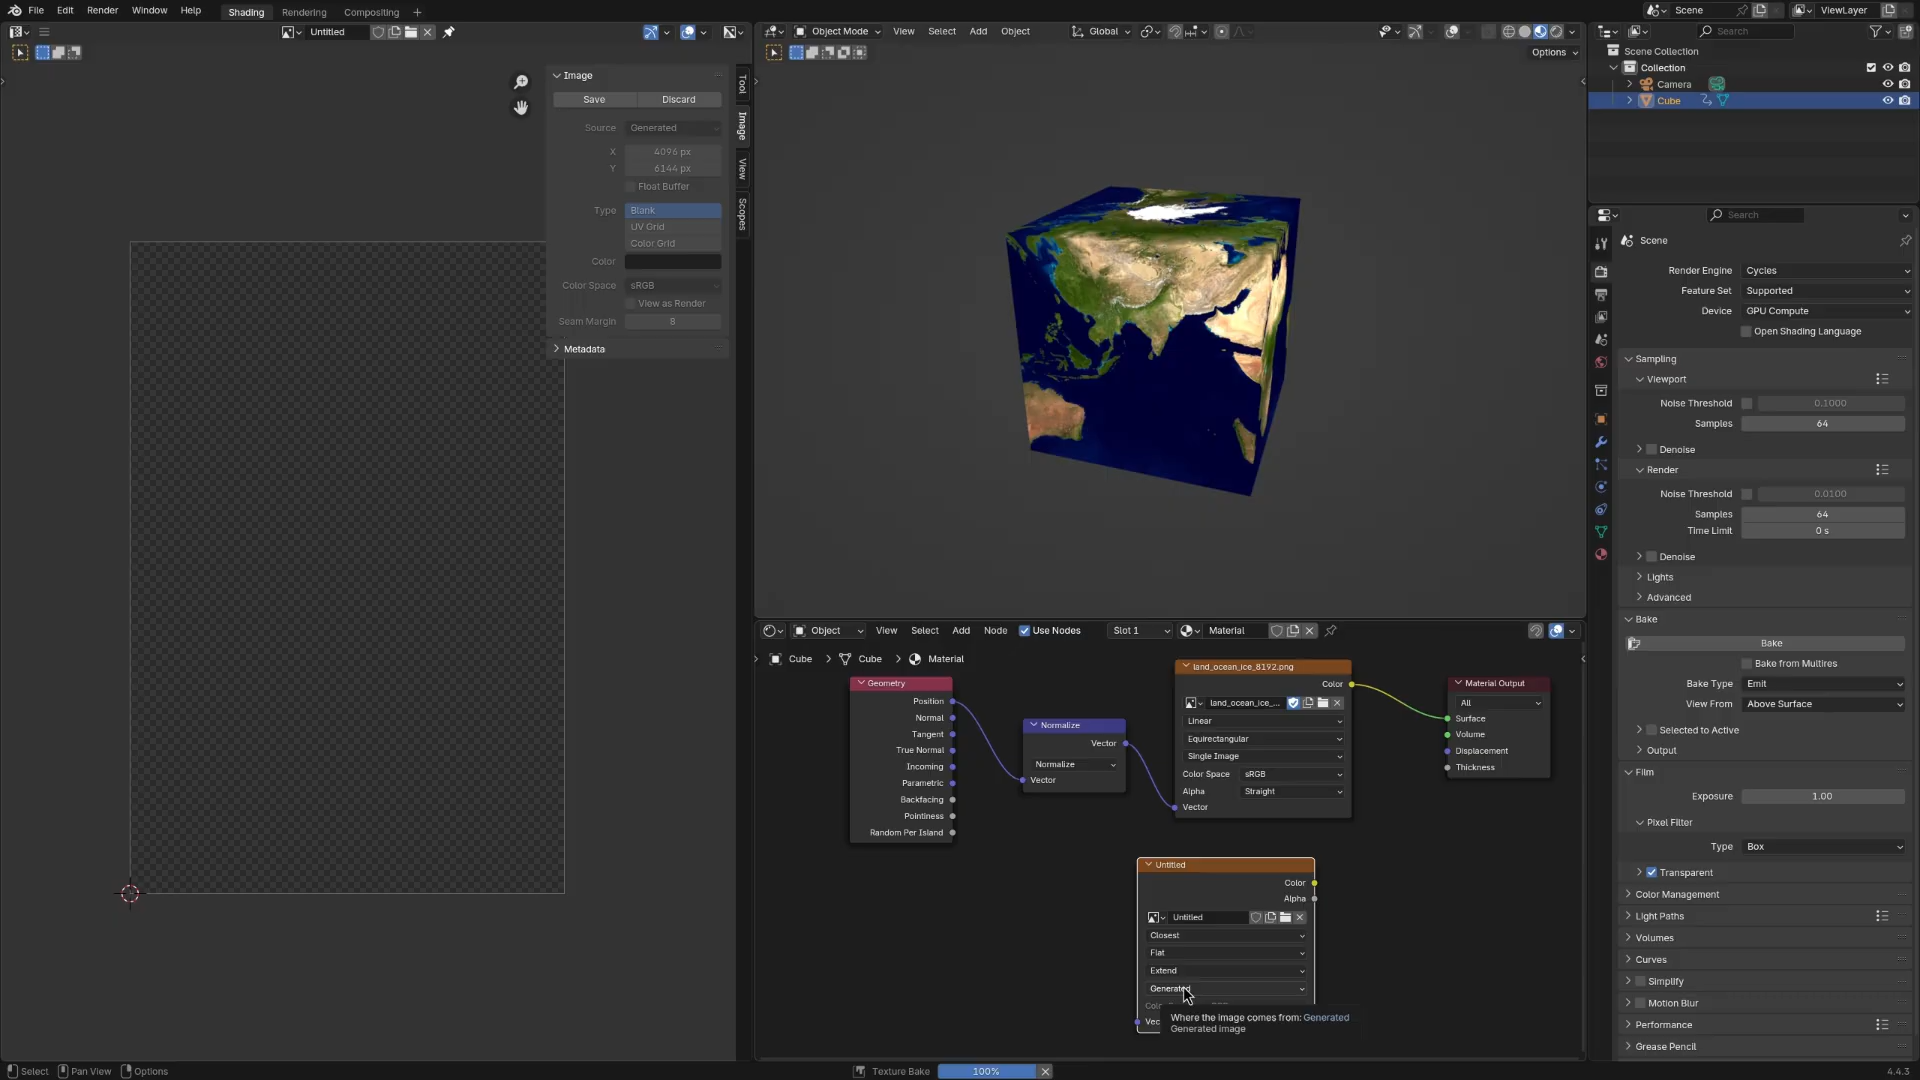 File Edit Render Window Help Shading Rendering Compositing + Scene ViewLayer
Untitled
Object Mode View Select Add Object Global
Options
Search
Scene Collection
Collection
Camera
Cube
Image
Save Discard
Source Generated
X 4096 px
Y 6144 px
Float Buffer
Type Blank
UV Grid
Color Grid
Color
Color Space sRGB
View as Render
Seam Margin 8
Metadata
Tool
Image
View
Scopes
Object View Select Add Node Use Nodes Slot 1 Material
Cube > Cube > Material
Geometry
Position
Normal
Tangent
True Normal
Incoming
Parametric
Backfacing
Pointiness
Random Per Island
Normalize
Vector
Normalize
Vector
land_ocean_ice_8192.png
Color
land_ocean_ice_...
Linear
Equirectangular
Single Image
Color Space sRGB
Alpha Straight
Vector
Material Output
All
Surface
Volume
Displacement
Thickness
Untitled
Color
Alpha
Untitled
Closest
Flat
Extend
Generated
Where the image comes from: Generated
Generated image
Search
Scene
Render Engine Cycles
Feature Set Supported
Device GPU Compute
Open Shading Language
Sampling
Viewport
Noise Threshold 0.1000
Samples 64
Denoise
Render
Noise Threshold 0.0100
Samples 64
Time Limit 0 s
Denoise
Lights
Advanced
Bake
Bake
Bake from Multires
Bake Type Emit
View From Above Surface
Selected to Active
Output
Film
Exposure 1.00
Pixel Filter
Type Box
Transparent
Color Management
Light Paths
Volumes
Curves
Simplify
Motion Blur
Performance
Grease Pencil
Select Pan View Options Texture Bake 100% 4.4.3